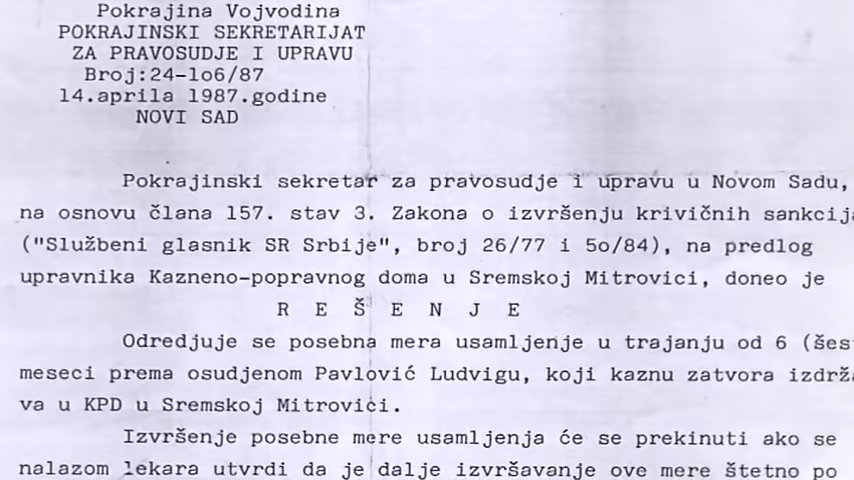 Pokrajina Vojvodina
POKRAJINSKI SEKRETARIJAT
ZA PRAVOSUDJE I UPRAVU
Broj:24-lo6/87
l4.aprila 1987.godine
NOVI SAD
Pokrajinski sekretar za pravosudje i upravu u Novom Sadu,
na osnovu člana 157. stav 3. Zakona o izvršenju krivičnih sankcija
("Službeni glasnik SR Srbije", broj 26/77 i 5o/84), na predlog
upravnika Kazneno-popravnog doma u Sremskoj Mitrovici, doneo je
R E Š E N J E
Odredjuje se posebna mera usamljenje u trajanju od 6 (šes
meseci prema osudjenom Pavlović Ludvigu, koji kaznu zatvora izdrža
va u KPD u Sremskoj Mitrovici.
Izvršenje posebne mere usamljenja će se prekinuti ako se
nalazom lekara utvrdi da je dalje izvršavanje ove mere štetno po